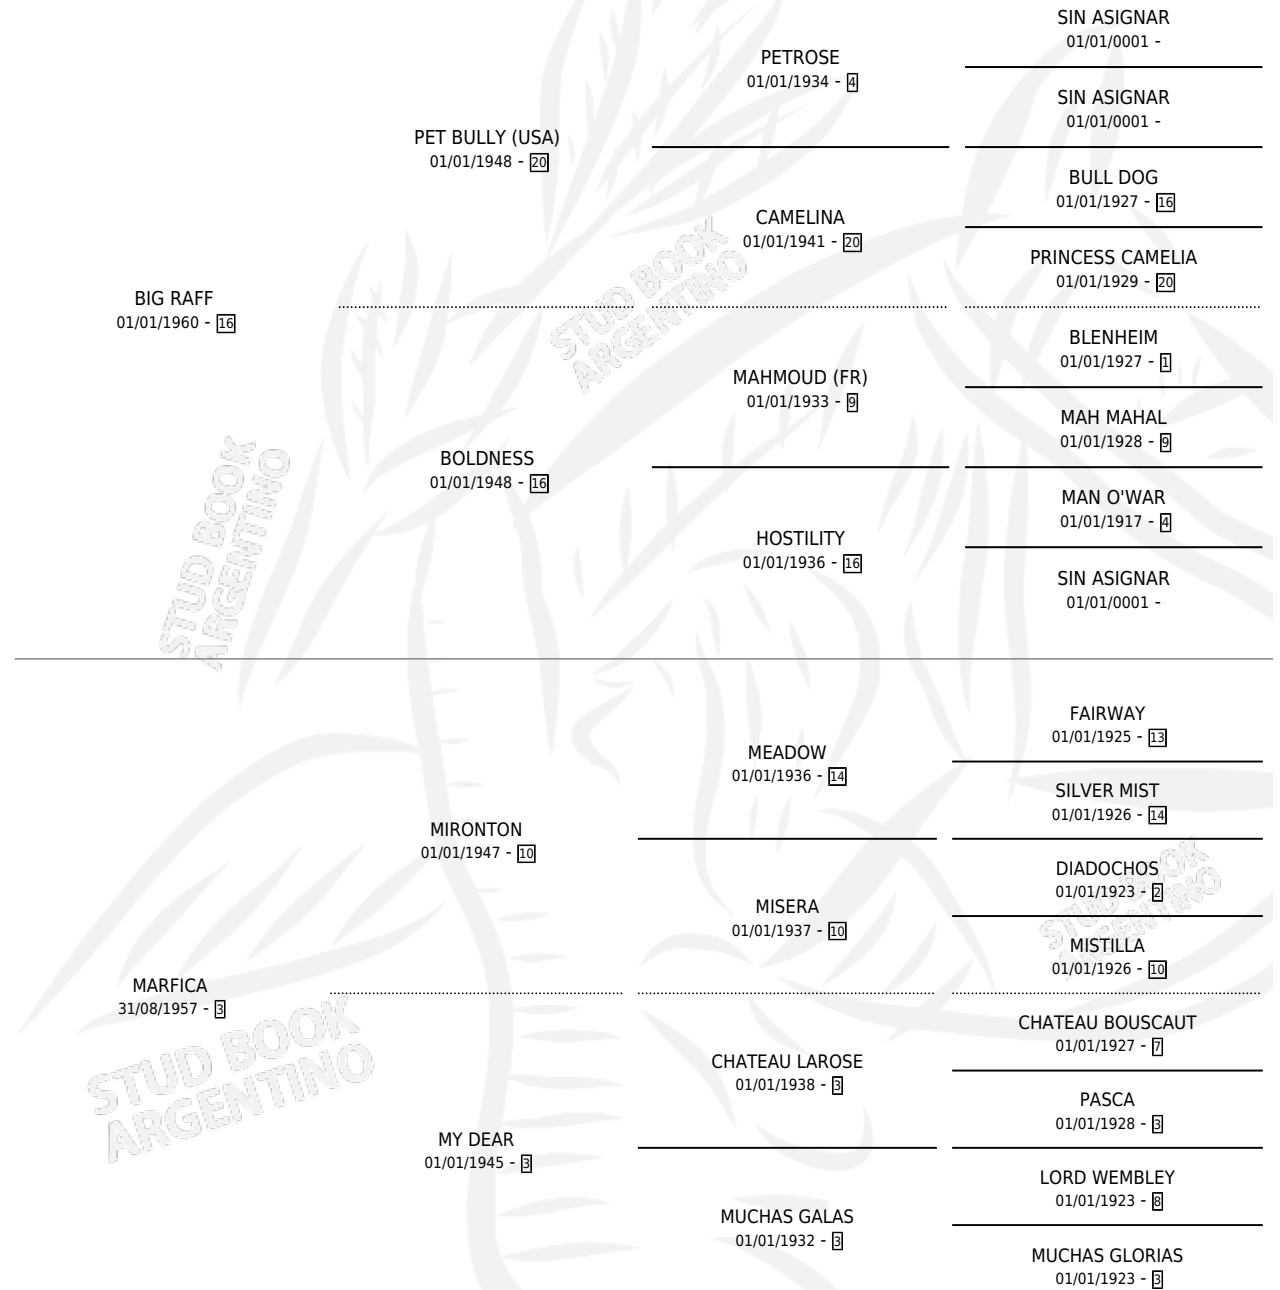 SIN ASIGNAR
01/01/0001 -
PETROSE
01/01/1934 - 4
SIN ASIGNAR
01/01/0001 -
PET BULLY (USA)
01/01/1948 - 20
BULL DOG
01/01/1927 - 16
CAMELINA
01/01/1941 - 20
PRINCESS CAMELIA
01/01/1929 - 20
BIG RAFF
01/01/1960 - 16
BLENHEIM
01/01/1927 - 1
MAHMOUD (FR)
01/01/1933 - 9
MAH MAHAL
01/01/1928 - 9
BOLDNESS
01/01/1948 - 16
MAN O'WAR
01/01/1917 - 4
HOSTILITY
01/01/1936 - 16
SIN ASIGNAR
01/01/0001 -
FAIRWAY
01/01/1925 - 13
MEADOW
01/01/1936 - 14
SILVER MIST
01/01/1926 - 14
MIRONTON
01/01/1947 - 10
DIADOCHOS
01/01/1923 - 2
MISERA
01/01/1937 - 10
MISTILLA
01/01/1926 - 10
MARFICA
31/08/1957 - 3
CHATEAU BOUSCAUT
01/01/1927 - 7
CHATEAU LAROSE
01/01/1938 - 3
PASCA
01/01/1928 - 3
MY DEAR
01/01/1945 - 3
LORD WEMBLEY
01/01/1923 - 8
MUCHAS GALAS
01/01/1932 - 3
MUCHAS GLORIAS
01/01/1923 - 3
STUD BOOK
ARGENTINO
STUD BOOK
ARGENTINO
STUD BOOK
ARGENTINO
STUD BOOK
ARGENTINO